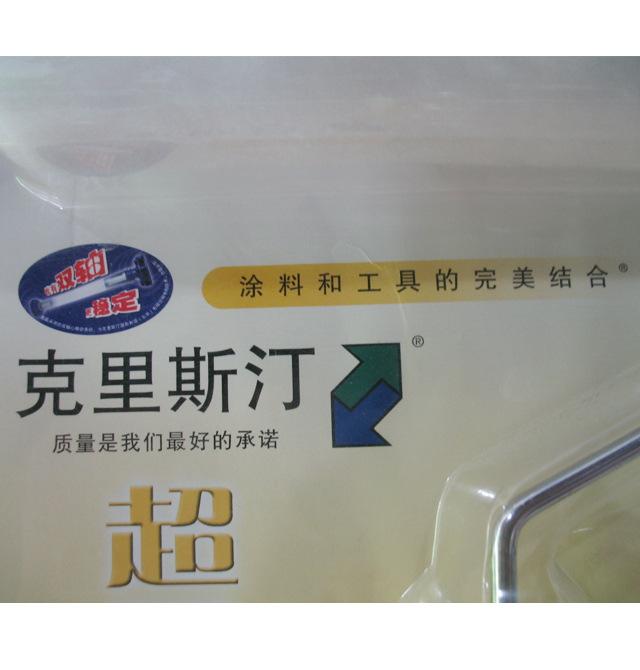 双轴
稳定
涂料和工具的完美结合®
克里斯汀®
质量是我们最好的承诺
超